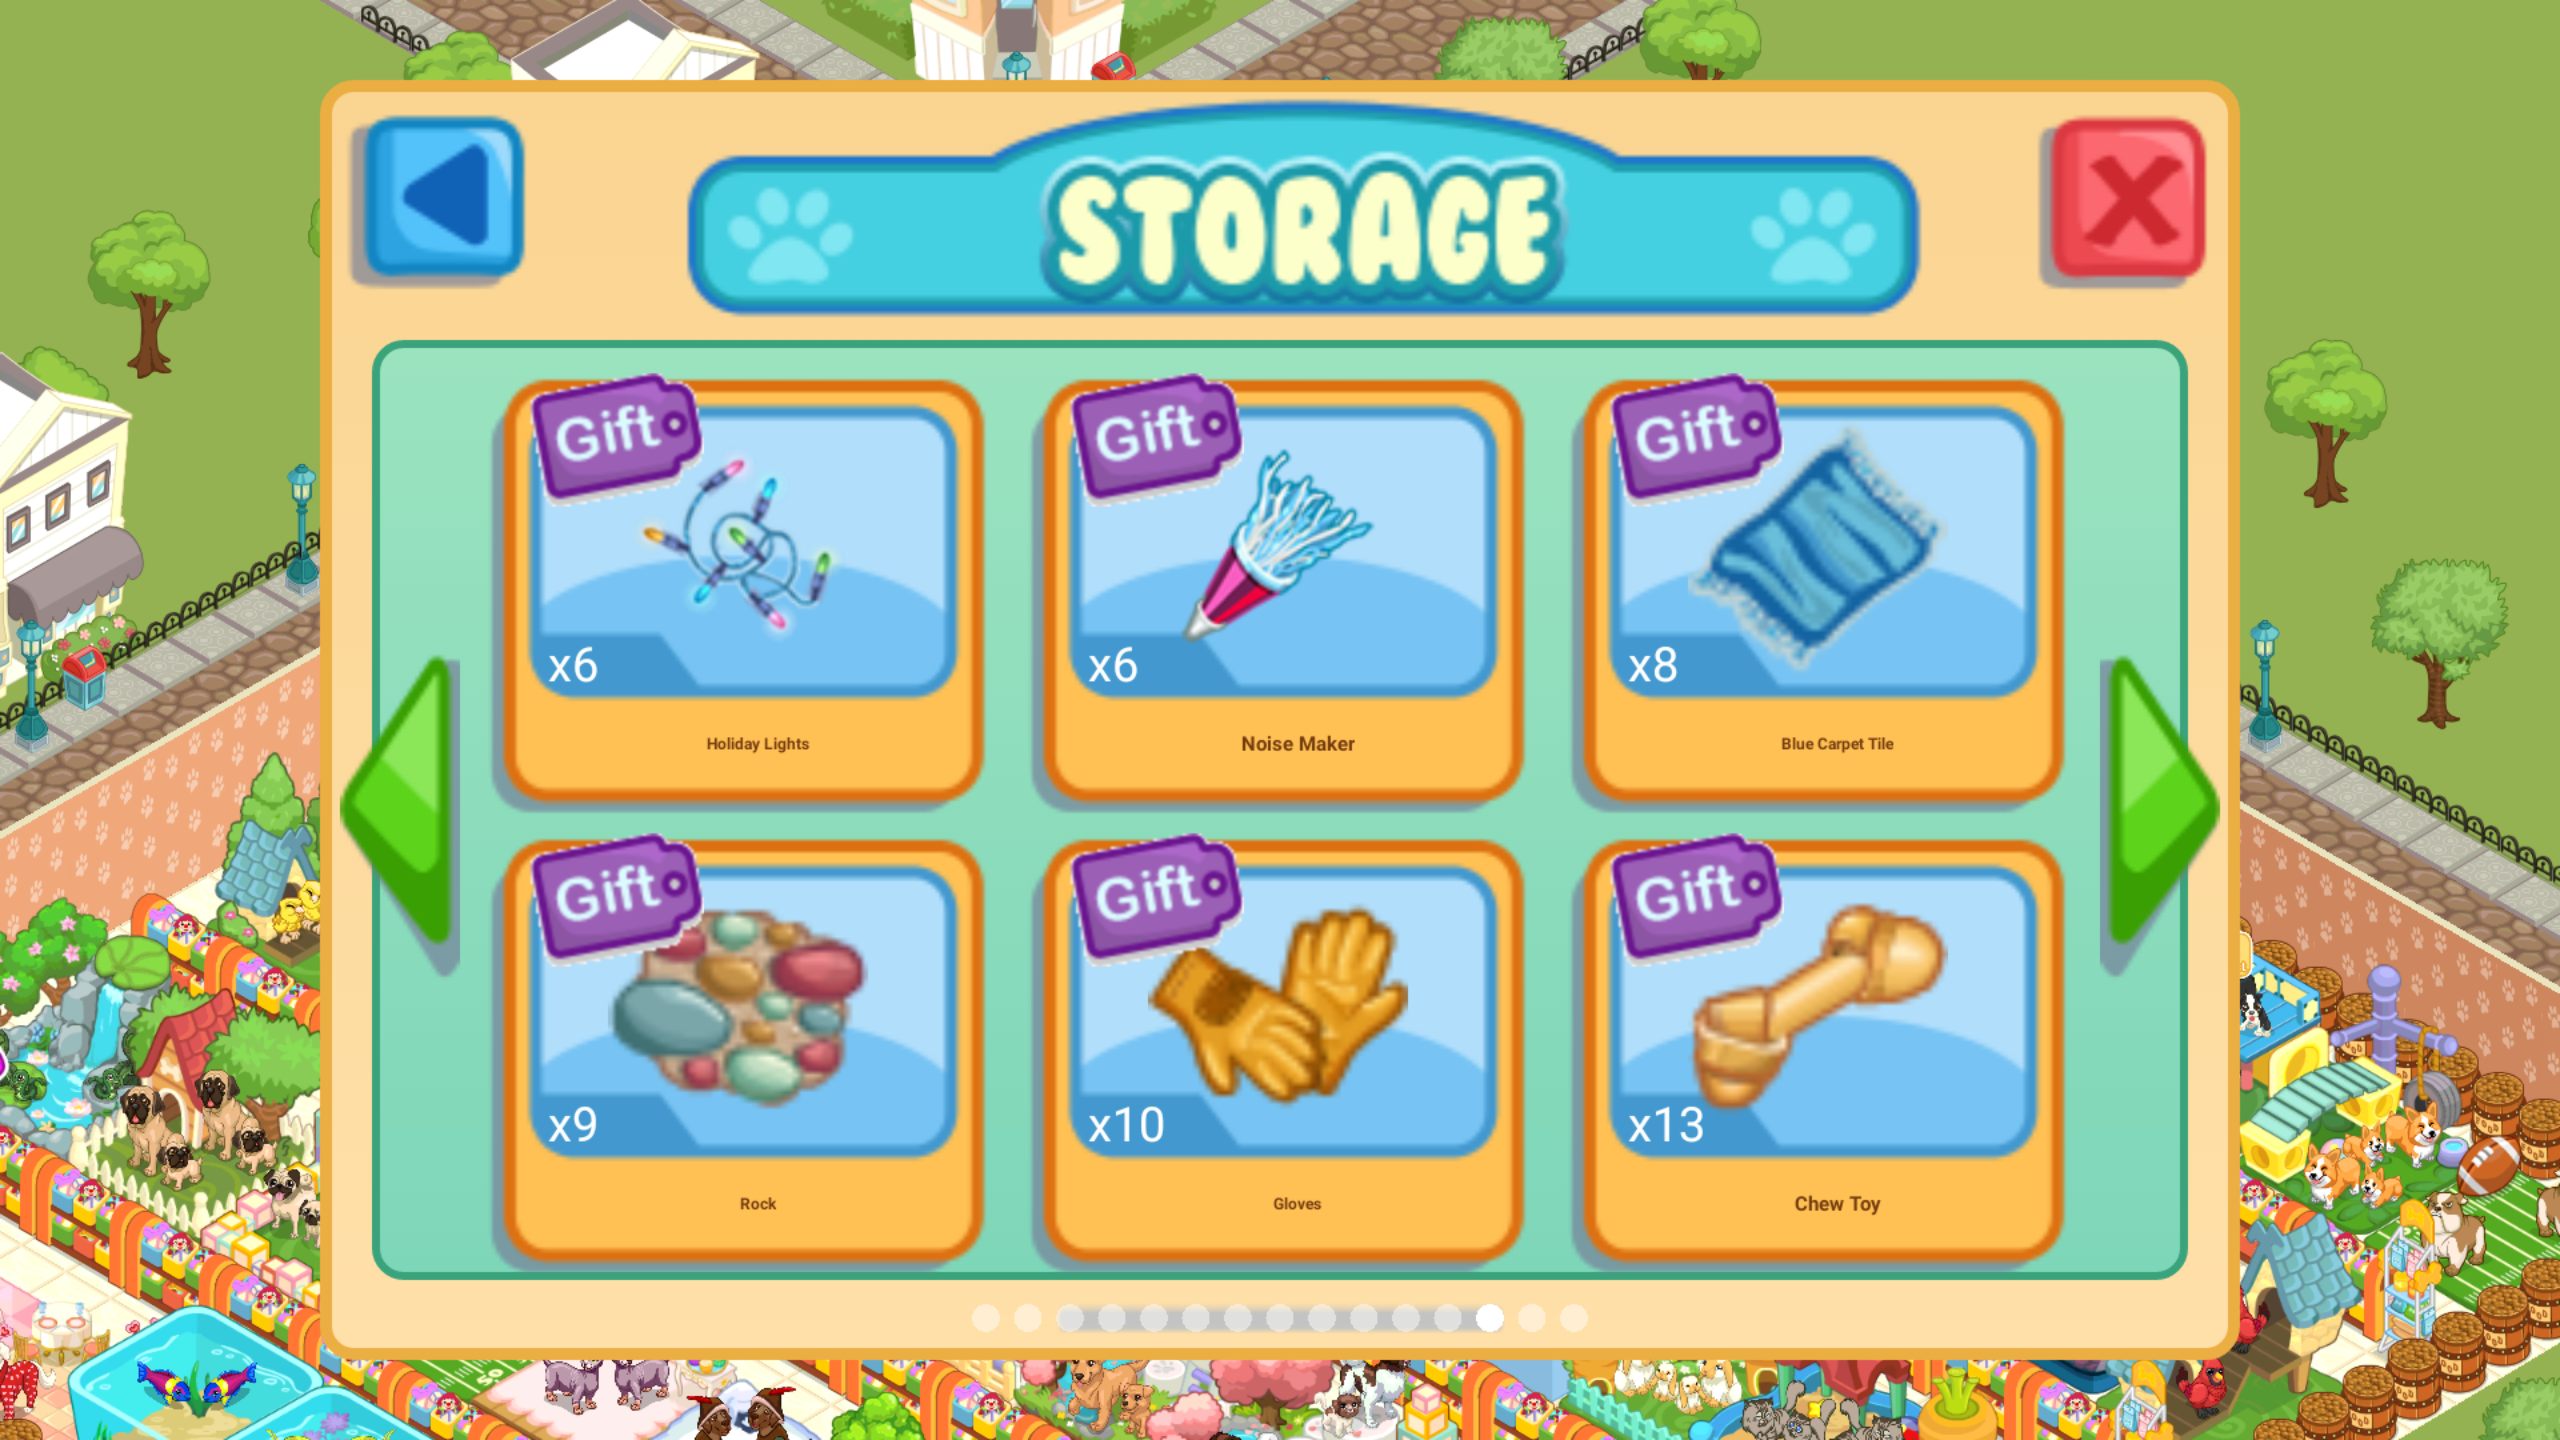 STORAGE
Gift
x6
Holiday Lights
Gift
x6
Noise Maker
Gift
x8
Blue Carpet Tile
Gift
x9
Rock
Gift
x10
Gloves
Gift
x13
Chew Toy
50